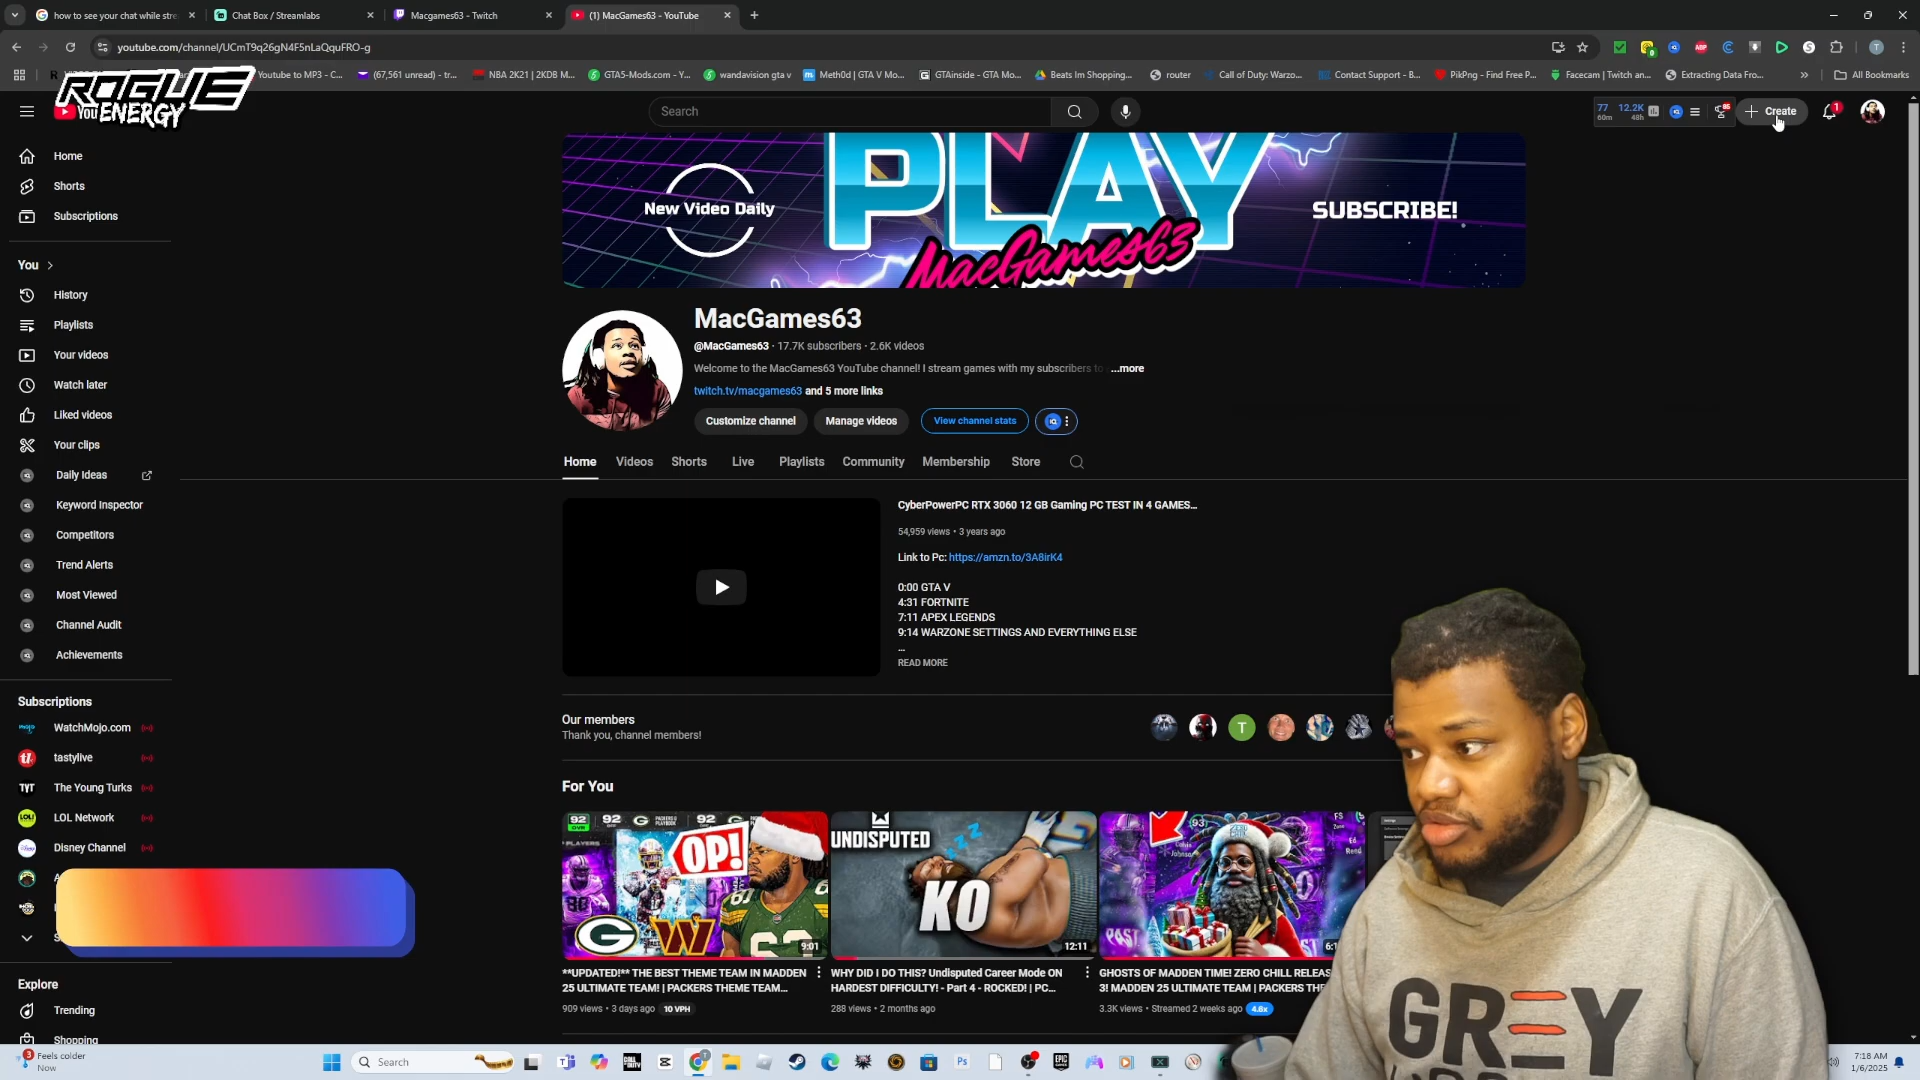 how to see your chat while stre
Chat Box / Streamlabs
Macgames63 - Twitch
(1) MacGames63 - YouTube
youtube.com/channel/UCmT9q26gN4F5nLaQquFRO-g
Youtube to MP3 - C...
(67,561 unread) - tr...
NBA 2K21 | 2KDB M...
GTA5-Mods.com - Y...
wandavision gta v
Meth0d | GTA V Mo...
GTAinside - GTA Mo...
Beats Im Shopping...
router
Call of Duty: Warzo...
Contact Support - B...
PikPng - Find Free P...
Facecam | Twitch an...
Extracting Data Fro...
All Bookmarks
ROGUE
ENERGY
You
Search
77
60m
12.2K
48h
Create
1
Home
Shorts
Subscriptions
You
History
Playlists
Your videos
Watch later
Liked videos
Your clips
Daily Ideas
Keyword Inspector
Competitors
Trend Alerts
Most Viewed
Channel Audit
Achievements
Subscriptions
WatchMojo.com
tastylive
The Young Turks
LOL Network
Disney Channel
Explore
Trending
Shopping
New Video Daily
PLAY
MacGames63
SUBSCRIBE!
MacGames63
@MacGames63 · 17.7K subscribers · 2.6K videos
Welcome to the MacGames63 YouTube channel! I stream games with my subscribers to ...more
twitch.tv/macgames63 and 5 more links
Customize channel
Manage videos
View channel stats
Home
Videos
Shorts
Live
Playlists
Community
Membership
Store
CyberPowerPC RTX 3060 12 GB Gaming PC TEST IN 4 GAMES...
54,959 views • 3 years ago
Link to Pc: https://amzn.to/3A8irK4
0:00 GTA V
4:31 FORTNITE
7:11 APEX LEGENDS
9:14 WARZONE SETTINGS AND EVERYTHING ELSE
...
READ MORE
Our members
Thank you, channel members!
T
For You
92
OVR
92
92
OP!
9:01
UNDISPUTED
KO
12:11
93
**UPDATED!** THE BEST THEME TEAM IN MADDEN
25 ULTIMATE TEAM! | PACKERS THEME TEAM...
909 views • 3 days ago 10 VPH
WHY DID I DO THIS? Undisputed Career Mode ON
HARDEST DIFFICULTY! - Part 4 - ROCKED! | PC...
288 views • 2 months ago
GHOSTS OF MADDEN TIME! ZERO CHILL RELEAS
3! MADDEN 25 ULTIMATE TEAM | PACKERS THE
3.3K views • Streamed 2 weeks ago 4.6x
GREY
3
Feels colder
Now
Search
7:18 AM
1/6/2025